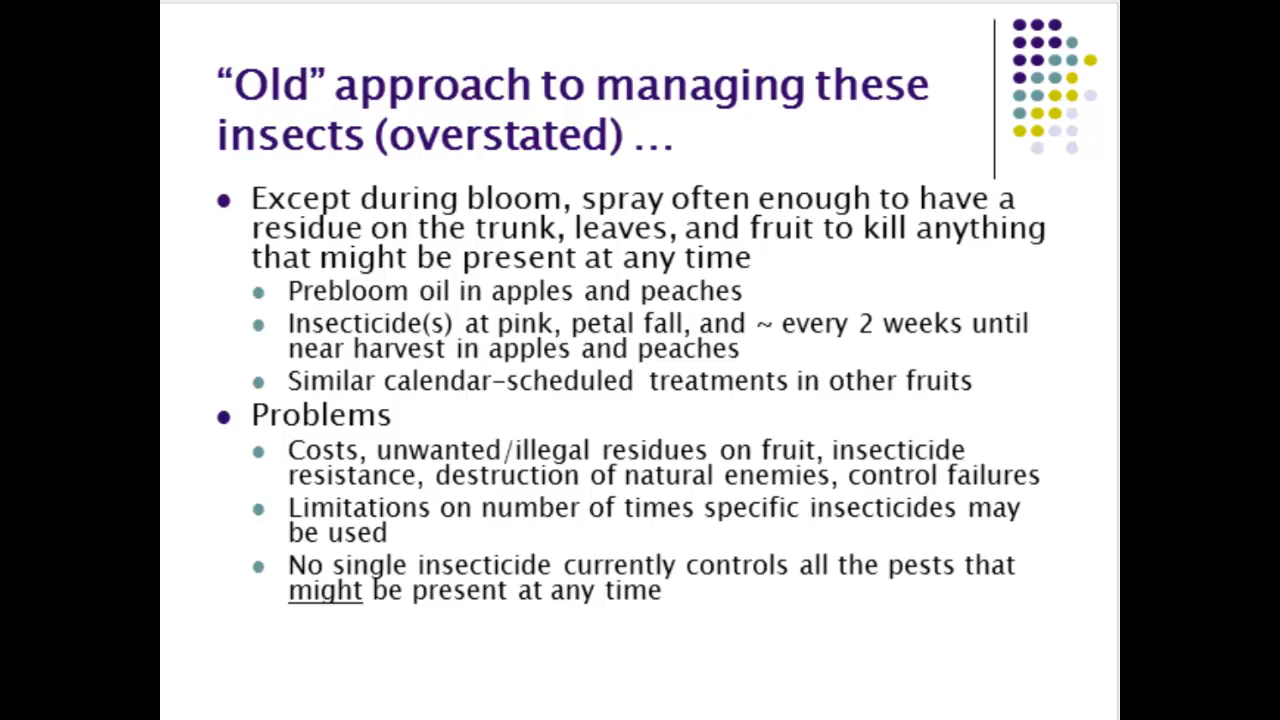 “Old” approach to managing these
insects (overstated) …
Except during bloom, spray often enough to have a
residue on the trunk, leaves, and fruit to kill anything
that might be present at any time
Prebloom oil in apples and peaches
Insecticide(s) at pink, petal fall, and ~ every 2 weeks until
near harvest in apples and peaches
Similar calendar-scheduled treatments in other fruits
Problems
Costs, unwanted/illegal residues on fruit, insecticide
resistance, destruction of natural enemies, control failures
Limitations on number of times specific insecticides may
be used
No single insecticide currently controls all the pests that
might be present at any time